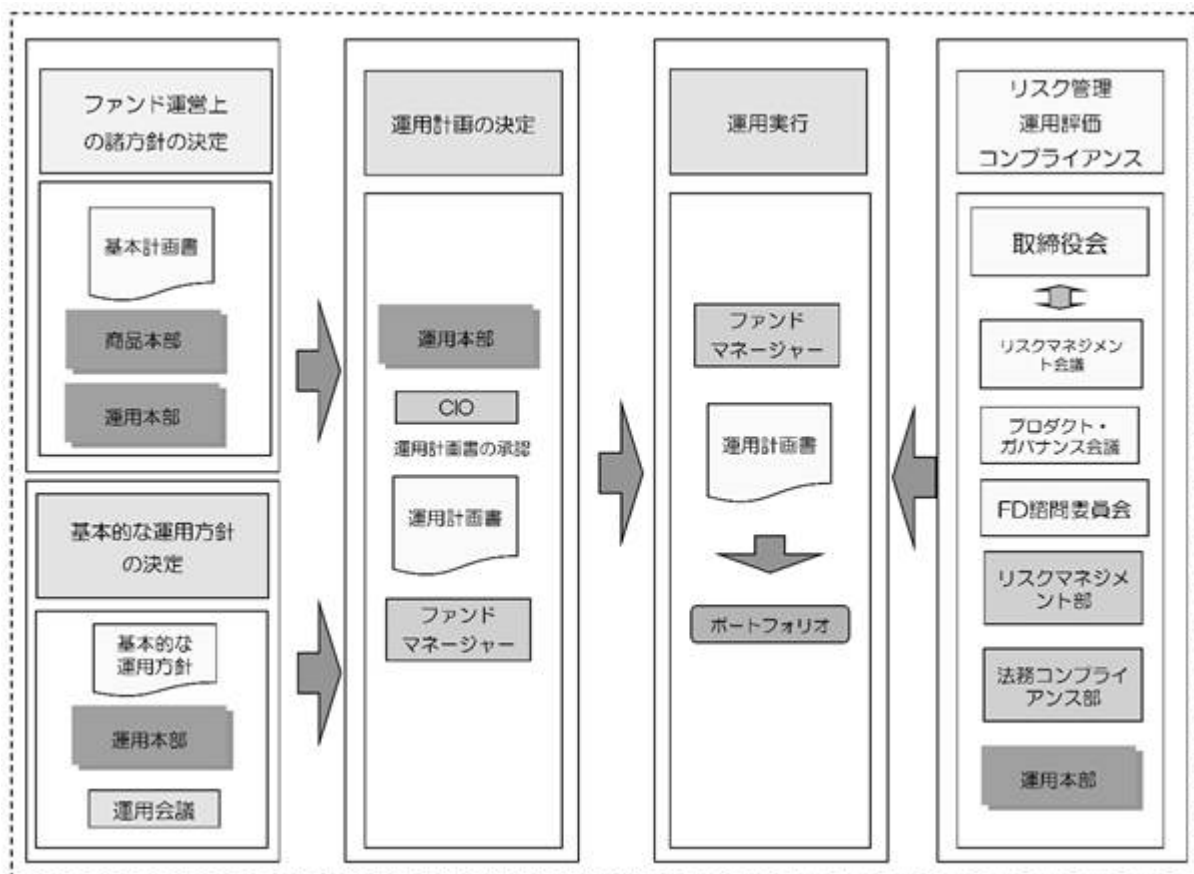 ファンド運営上
の諸方針の決定
基本計画書
商品本部
運用本部
基本的な運用方針
の決定
基本的な
運用方針
運用本部
運用会議
運用計画の決定
運用本部
CIO
運用計画書の承認
運用計画書
ファンド
マネージャー
運用実行
ファンド
マネージャー
運用計画書
ポートフォリオ
リスク管理
運用評価
コンプライアンス
取締役会
リスクマネジメン
ト会議
プロダクト・
ガバナンス会議
FD諮問委員会
リスクマネジメ
ント部
法務コンプライ
アンス部
運用本部